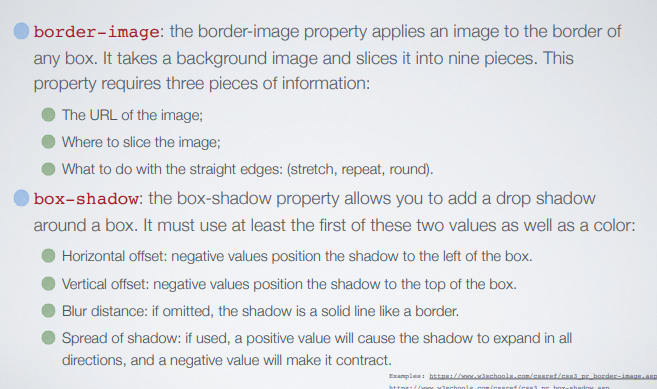 border-image: the border-image property applies an image to the border of
any box. It takes a background image and slices it into nine pieces. This
property requires three pieces of information:
The URL of the image;
Where to slice the image;
What to do with the straight edges: (stretch, repeat, round).
box-shadow: the box-shadow property allows you to add a drop shadow
around a box. It must use at least the first of these two values as well as a color:
Horizontal offset: negative values position the shadow to the left of the box.
Vertical offset: negative values position the shadow to the top of the box.
Blur distance: if omitted, the shadow is a solid line like a border.
Spread of shadow: if used, a positive value will cause the shadow to expand in all
directions, and a negative value will make it contract.
Examples: https://www.w3schools.com/cssref/css3_pr_border-image.asp
https://www.w3schools.com/cssref/css3_pr_box-shadow.asp